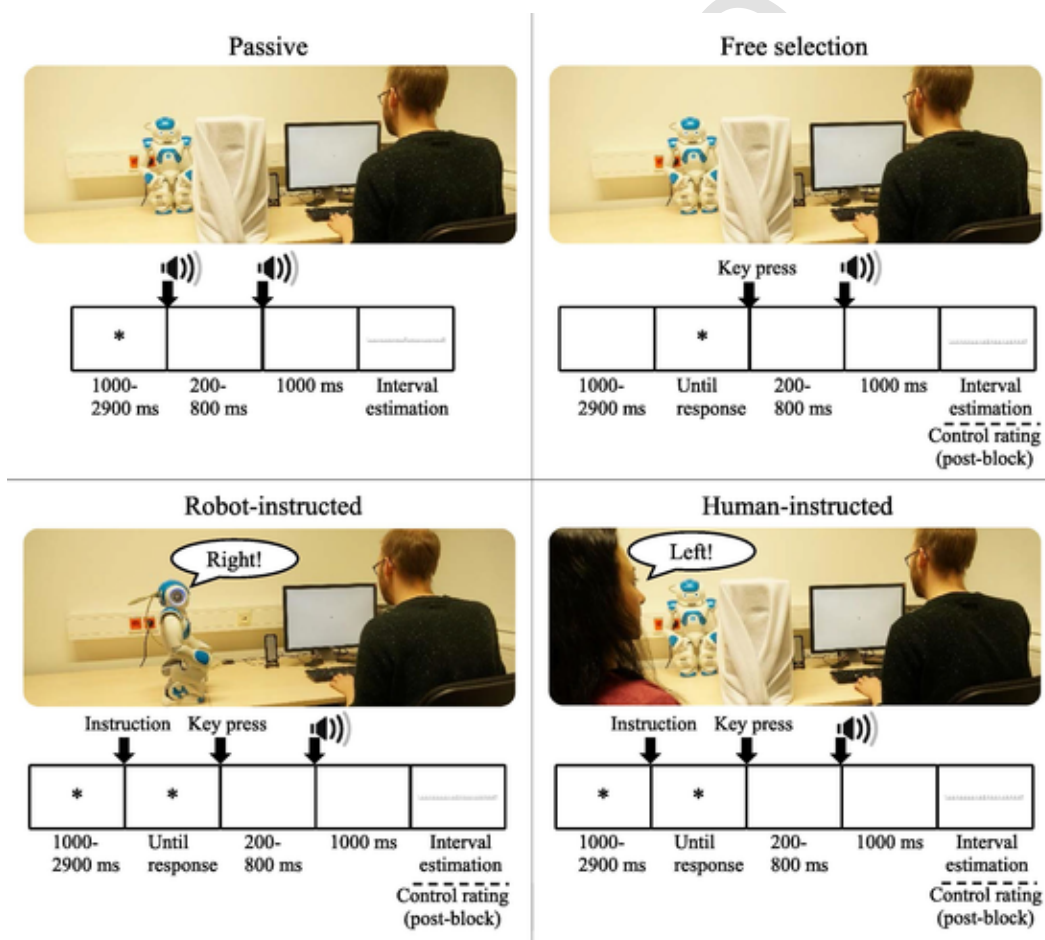 Passive
*
1000-
2900 ms
200-
800 ms
1000 ms
Interval
estimation
Free selection
Key press
*
1000-
2900 ms
Until
response
200-
800 ms
1000 ms
Interval
estimation
Control rating
(post-block)
Robot-instructed
Right!
Instruction
Key press
*
*
1000-
2900 ms
Until
response
200-
800 ms
1000 ms
Interval
estimation
Control rating
(post-block)
Human-instructed
Left!
Instruction
Key press
*
*
1000-
2900 ms
Until
response
200-
800 ms
1000 ms
Interval
estimation
Control rating
(post-block)